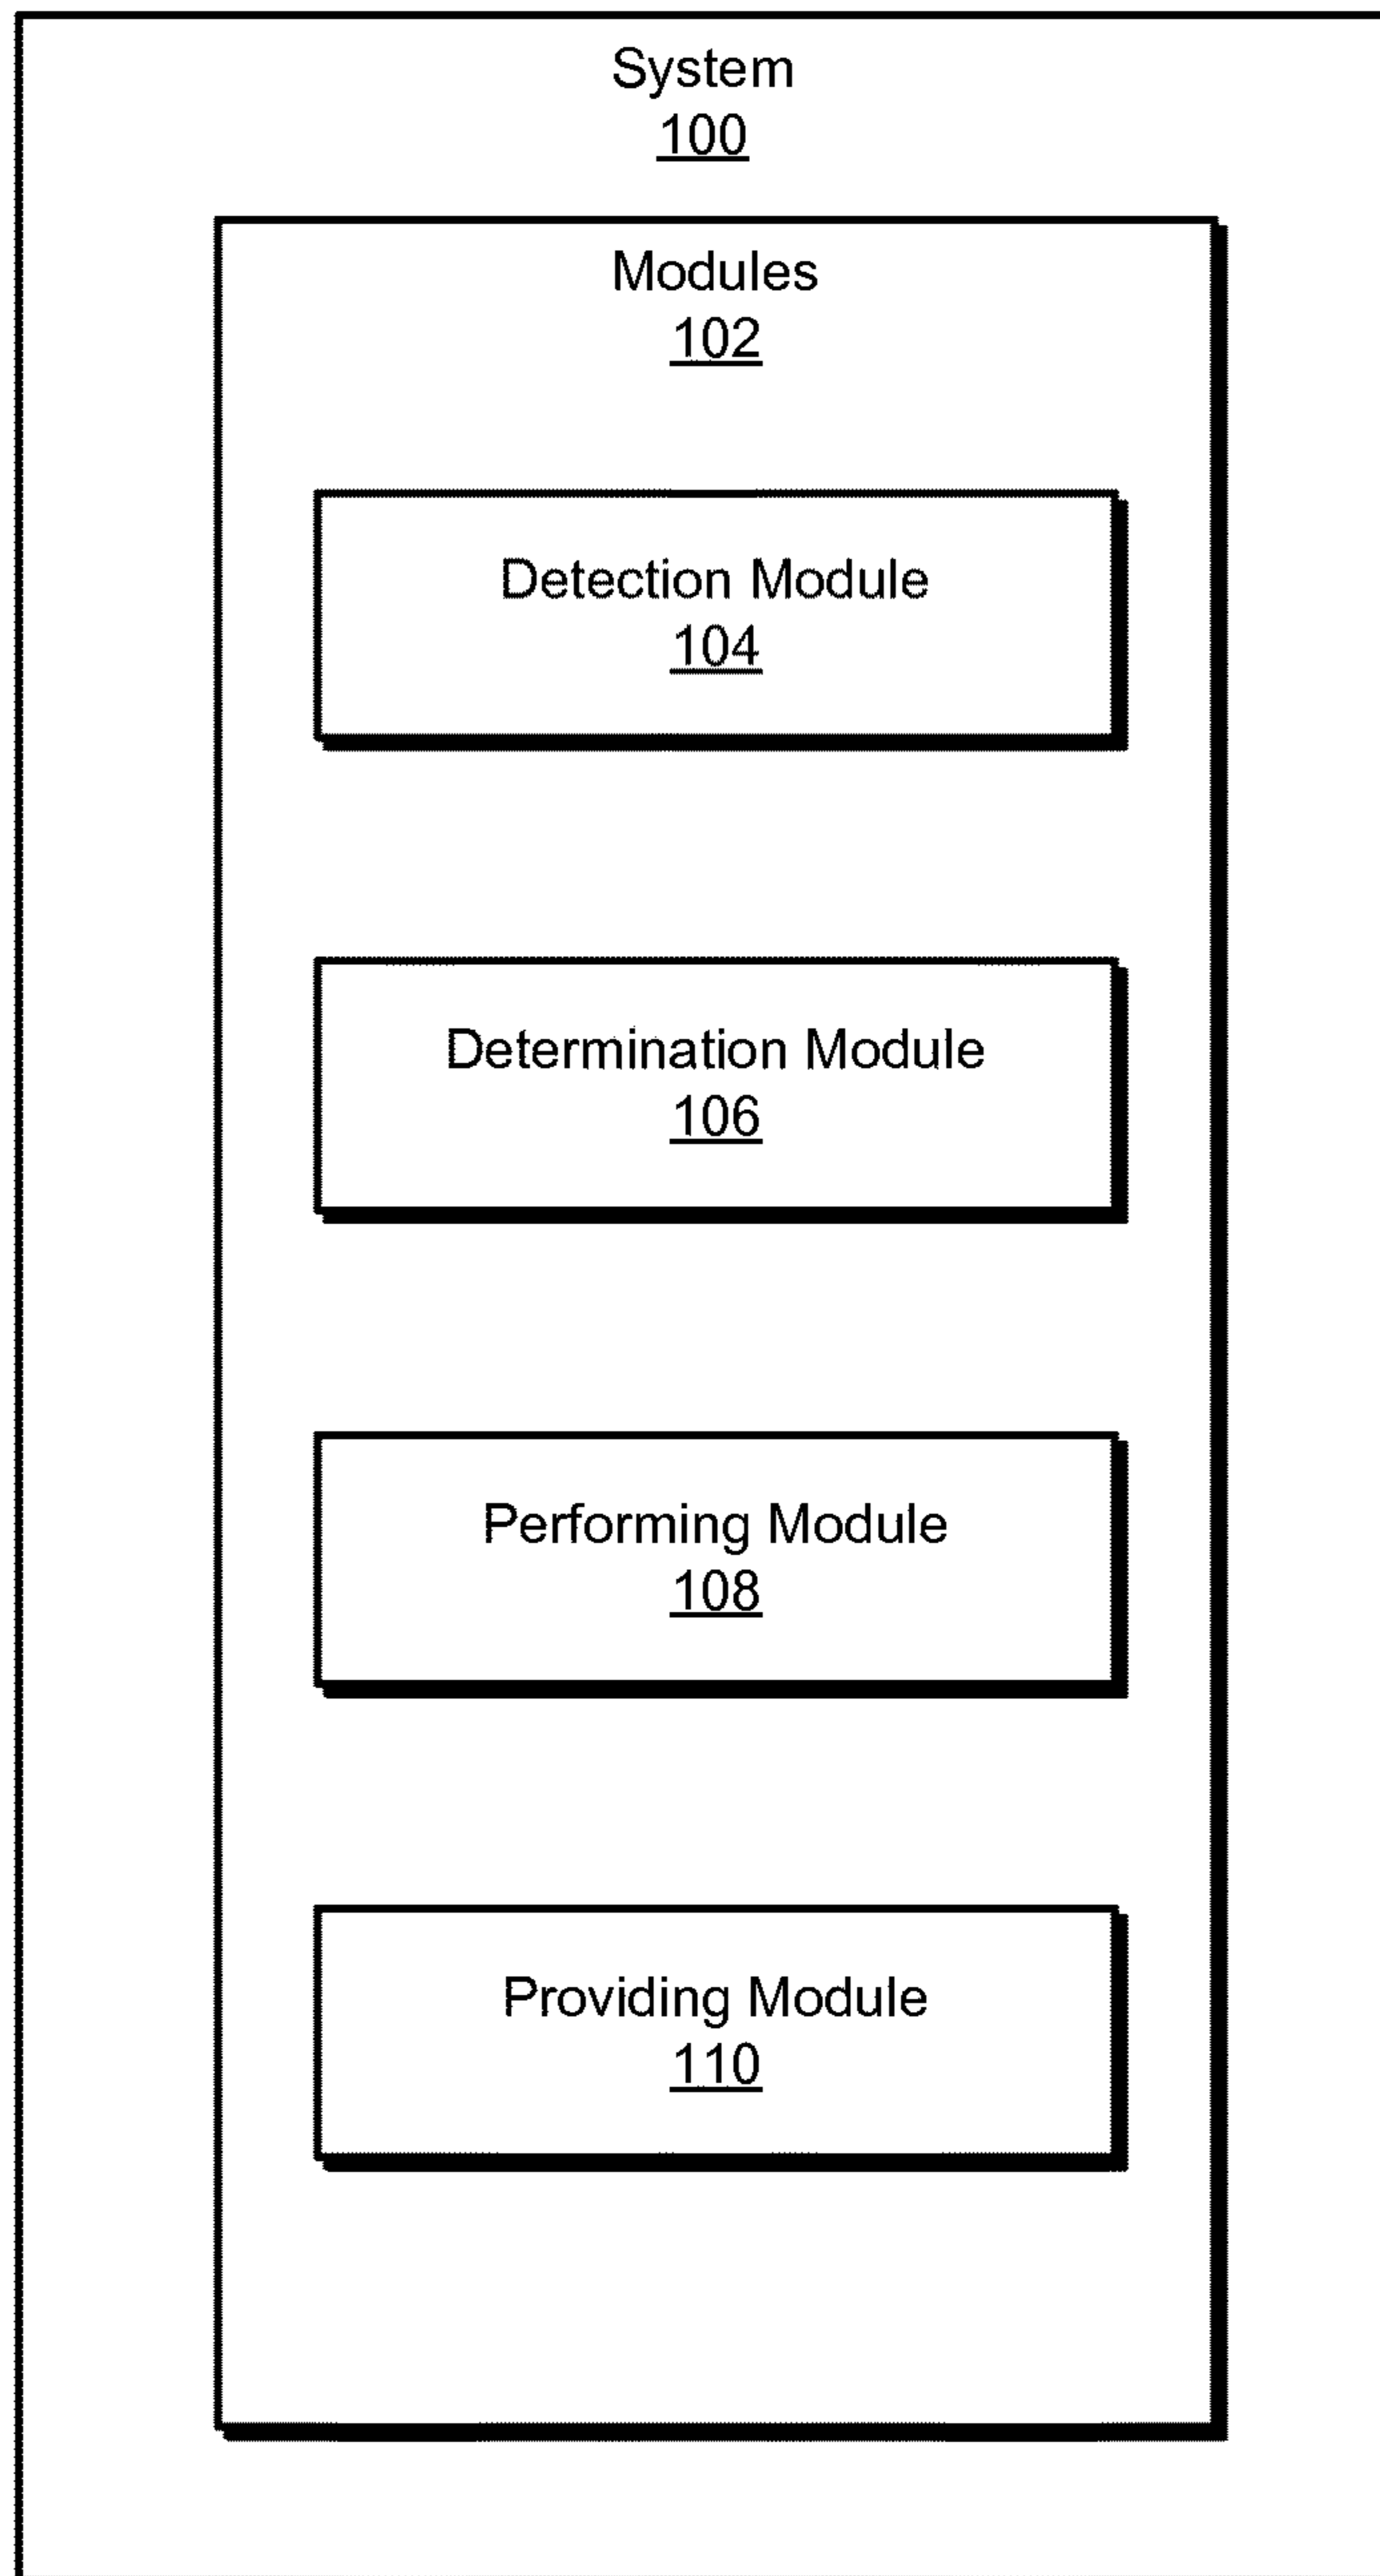 System
100
Modules
102
Detection Module
104
Determination Module
106
Performing Module
108
Providing Module
110